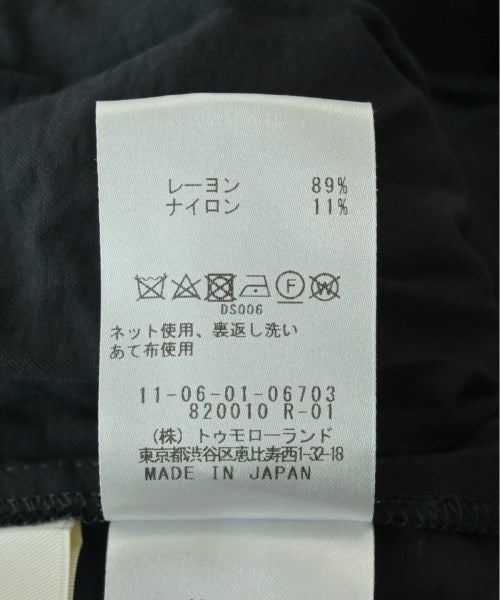 レーヨン 89%
ナイロン 11%
F W
DS006
ネット使用、裏返し洗い
あて布使用
11-06-01-06703
820010 R-01
(株) トゥモローランド
東京都渋谷区恵比寿西1-32-18
MADE IN JAPAN